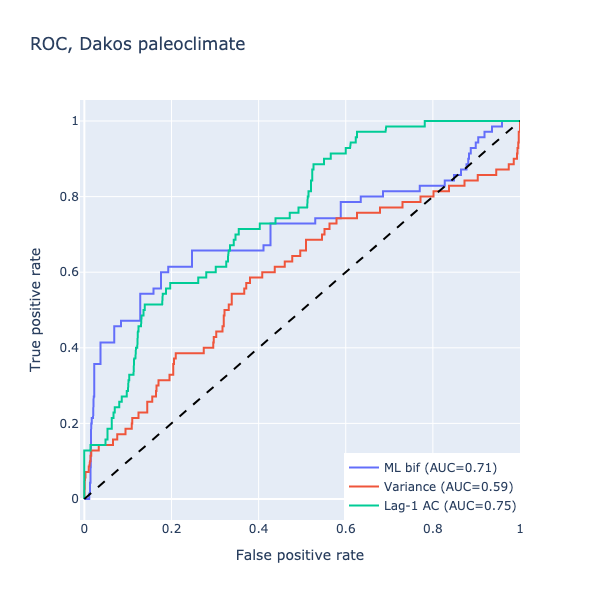 ROC, Dakos paleoclimate
True positive rate
1
0.8
0.6
0.4
0.2
0
0 0.2 0.4 0.6 0.8 1
False positive rate
ML bif (AUC=0.71)
Variance (AUC=0.59)
Lag-1 AC (AUC=0.75)